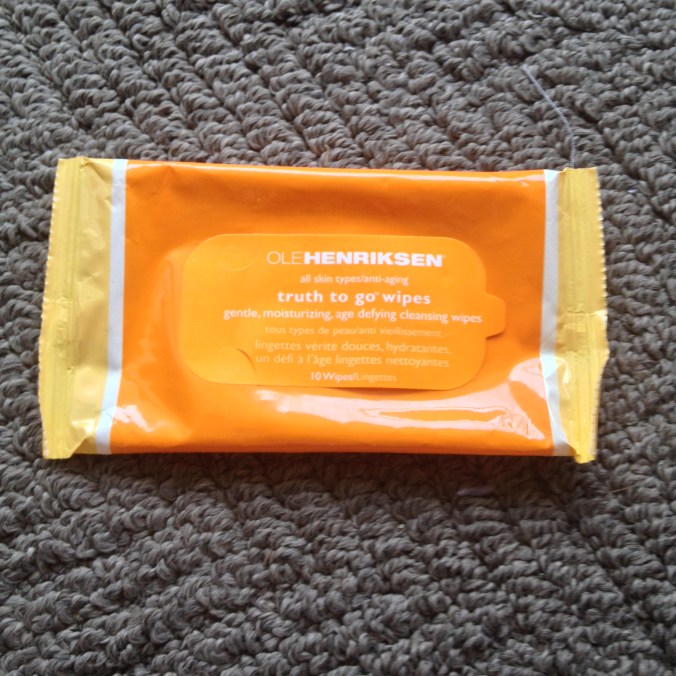 OLEHENRIKSEN
all skin types/anti-aging
truth to go™ wipes
gentle, moisturizing, age defying cleansing wipes
tous types de peau/anti vieillissement
lingettes vérité douces, hydratantes,
un défi à l'âge lingettes nettoyantes
10 Wipes/Lingettes